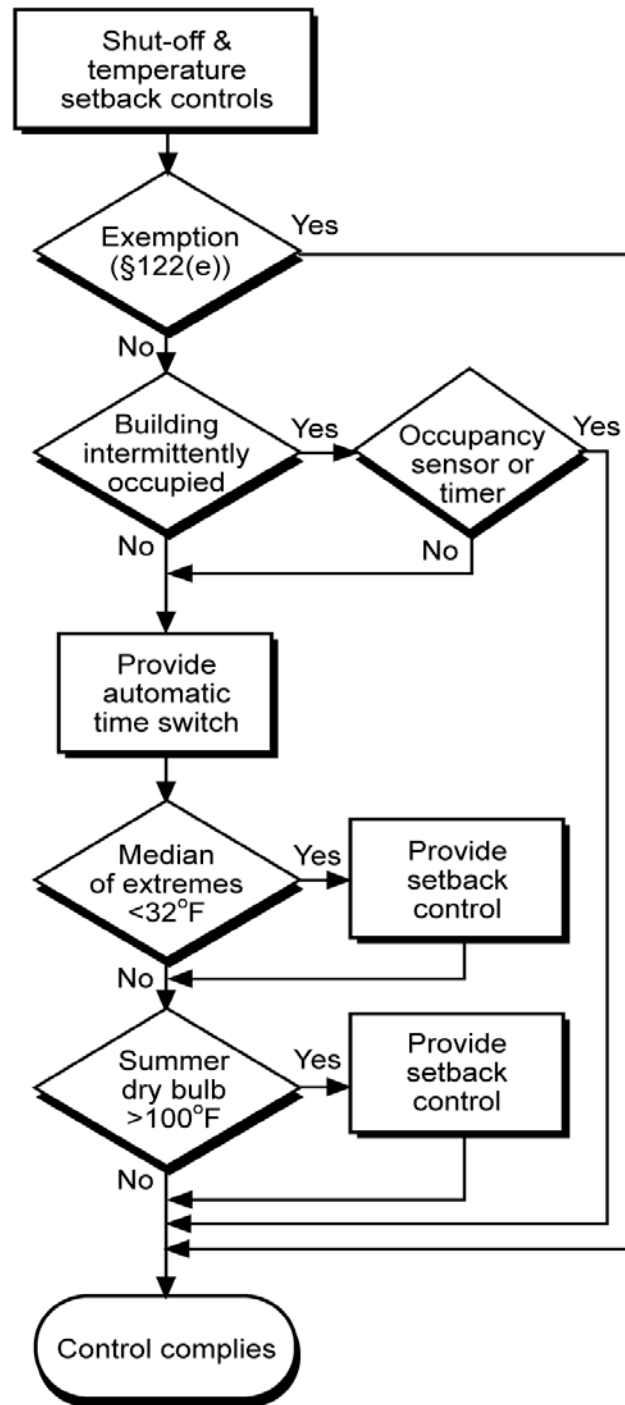 Shut-off &
temperature
setback controls
Yes
Exemption
(§122(e))
No
Building
intermittently
occupied
Yes
Occupancy
sensor or
timer
Yes
No
No
Provide
automatic
time switch
Median
of extremes
<32°F
Yes
Provide
setback
control
No
Summer
dry bulb
>100°F
Yes
Provide
setback
control
No
Control complies